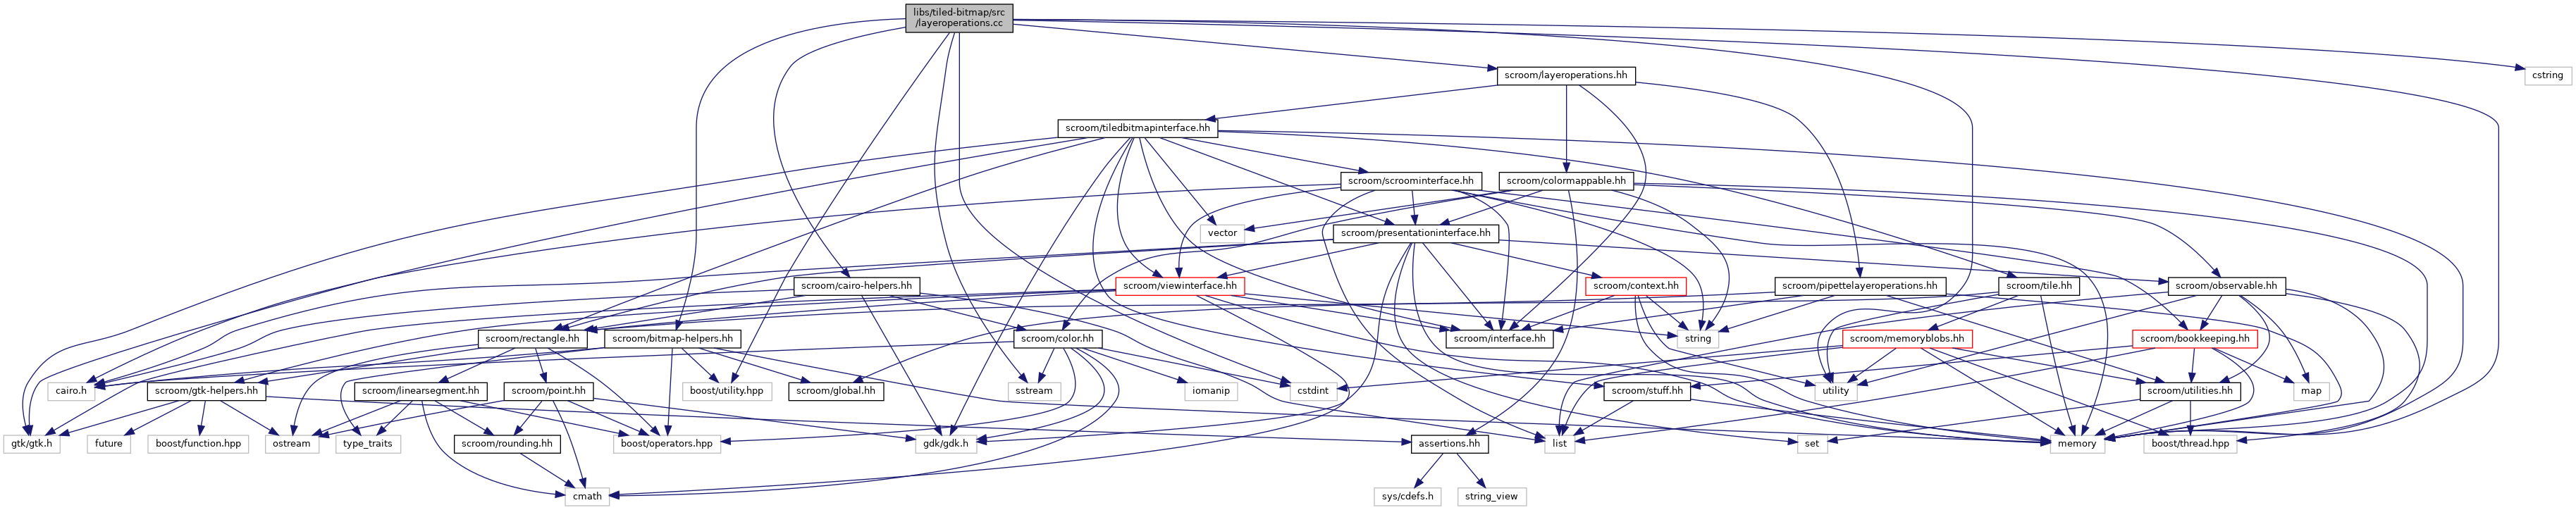 libs/tiled-bitmap/src
/layeroperations.cc
scroom/layeroperations.hh
cstring
scroom/tiledbitmapinterface.hh
scroom/scroominterface.hh
scroom/colormappable.hh
vector
scroom/presentationinterface.hh
scroom/cairo-helpers.hh
scroom/viewinterface.hh
scroom/context.hh
scroom/pipettelayeroperations.hh
scroom/tile.hh
scroom/observable.hh
scroom/rectangle.hh
scroom/bitmap-helpers.hh
scroom/color.hh
scroom/interface.hh
string
scroom/memoryblobs.hh
scroom/bookkeeping.hh
cairo.h
scroom/gtk-helpers.hh
scroom/linearsegment.hh
scroom/point.hh
boost/utility.hpp
scroom/global.hh
sstream
iomanip
cstdint
scroom/stuff.hh
utility
scroom/utilities.hh
map
gtk/gtk.h
future
boost/function.hpp
ostream
type_traits
scroom/rounding.hh
boost/operators.hpp
gdk/gdk.h
assertions.hh
list
set
memory
boost/thread.hpp
cmath
sys/cdefs.h
string_view